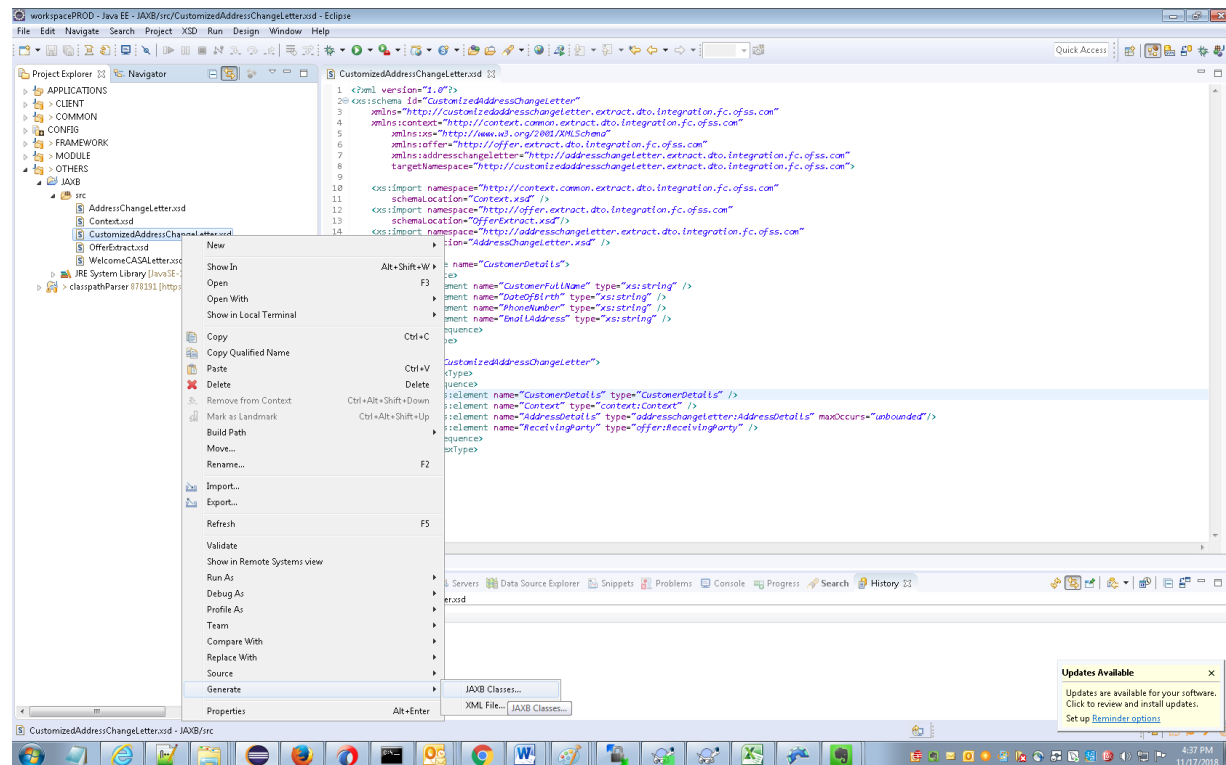 workspacePROD - Java EE - JAXB/src/CustomizedAddressChangeLetter.xsd - Eclipse
File Edit Navigate Search Project XSD Run Design Window Help
Quick Access
Project Explorer Navigator
APPLICATIONS
> CLIENT
> COMMON
CONFIG
> FRAMEWORK
> MODULE
> OTHERS
JAXB
src
AddressChangeLetter.xsd
Context.xsd
CustomizedAddressChangeLetter.xsd
OfferExtract.xsd
WelcomeCASALetter.xsd
JRE System Library [JavaSE-
> classpathParser 878191 [https
CustomizedAddressChangeLetter.xsd
1 <?xml version="1.0"?>
2 <xs:schema id="CustomizedAddressChangeLetter"
3 xmlns="http://customizedaddresschangeletter.extract.dto.integration.fc.ofss.com"
4 xmlns:context="http://context.common.extract.dto.integration.fc.ofss.com"
5 xmlns:xs="http://www.w3.org/2001/XMLSchema"
6 xmlns:offer="http://offer.extract.dto.integration.fc.ofss.com"
7 xmlns:addresschangeletter="http://addresschangeletter.extract.dto.integration.fc.ofss.com"
8 targetNamespace="http://customizedaddresschangeletter.extract.dto.integration.fc.ofss.com">
9
10 <xs:import namespace="http://context.common.extract.dto.integration.fc.ofss.com"
11 schemaLocation="Context.xsd" />
12 <xs:import namespace="http://offer.extract.dto.integration.fc.ofss.com"
13 schemaLocation="OfferExtract.xsd"/>
14 <xs:import namespace="http://addresschangeletter.extract.dto.integration.fc.ofss.com"
tion="AddressChangeLetter.xsd" />
e name="CustomerDetails">
ce>
ement name="CustomerFullName" type="xs:string" />
ement name="DateOfBirth" type="xs:string" />
ement name="PhoneNumber" type="xs:string" />
ement name="EmailAddress" type="xs:string" />
equence>
pe>
CustomizedAddressChangeLetter">
xType>
quence>
s:element name="CustomerDetails" type="CustomerDetails" />
s:element name="Context" type="context:Context" />
s:element name="AddressDetails" type="addresschangeletter:AddressDetails" maxOccurs="unbounded"/>
s:element name="ReceivingParty" type="offer:ReceivingParty" />
equence>
exType>
New
Show In Alt+Shift+W
Open F3
Open With
Show in Local Terminal
Copy Ctrl+C
Copy Qualified Name
Paste Ctrl+V
Delete Delete
Remove from Context Ctrl+Alt+Shift+Down
Mark as Landmark Ctrl+Alt+Shift+Up
Build Path
Move...
Rename... F2
Import...
Export...
Refresh F5
Validate
Show in Remote Systems view
Run As
Debug As
Profile As
Team
Compare With
Replace With
Source
Generate
Properties Alt+Enter
JAXB Classes...
XML File...
JAXB Classes...
Servers Data Source Explorer Snippets Problems Console Progress Search History
er.xsd
Updates Available x
Updates are available for your software.
Click to review and install updates.
Set up Reminder options
CustomizedAddressChangeLetter.xsd - JAXB/src
4:37 PM
11/17/2018